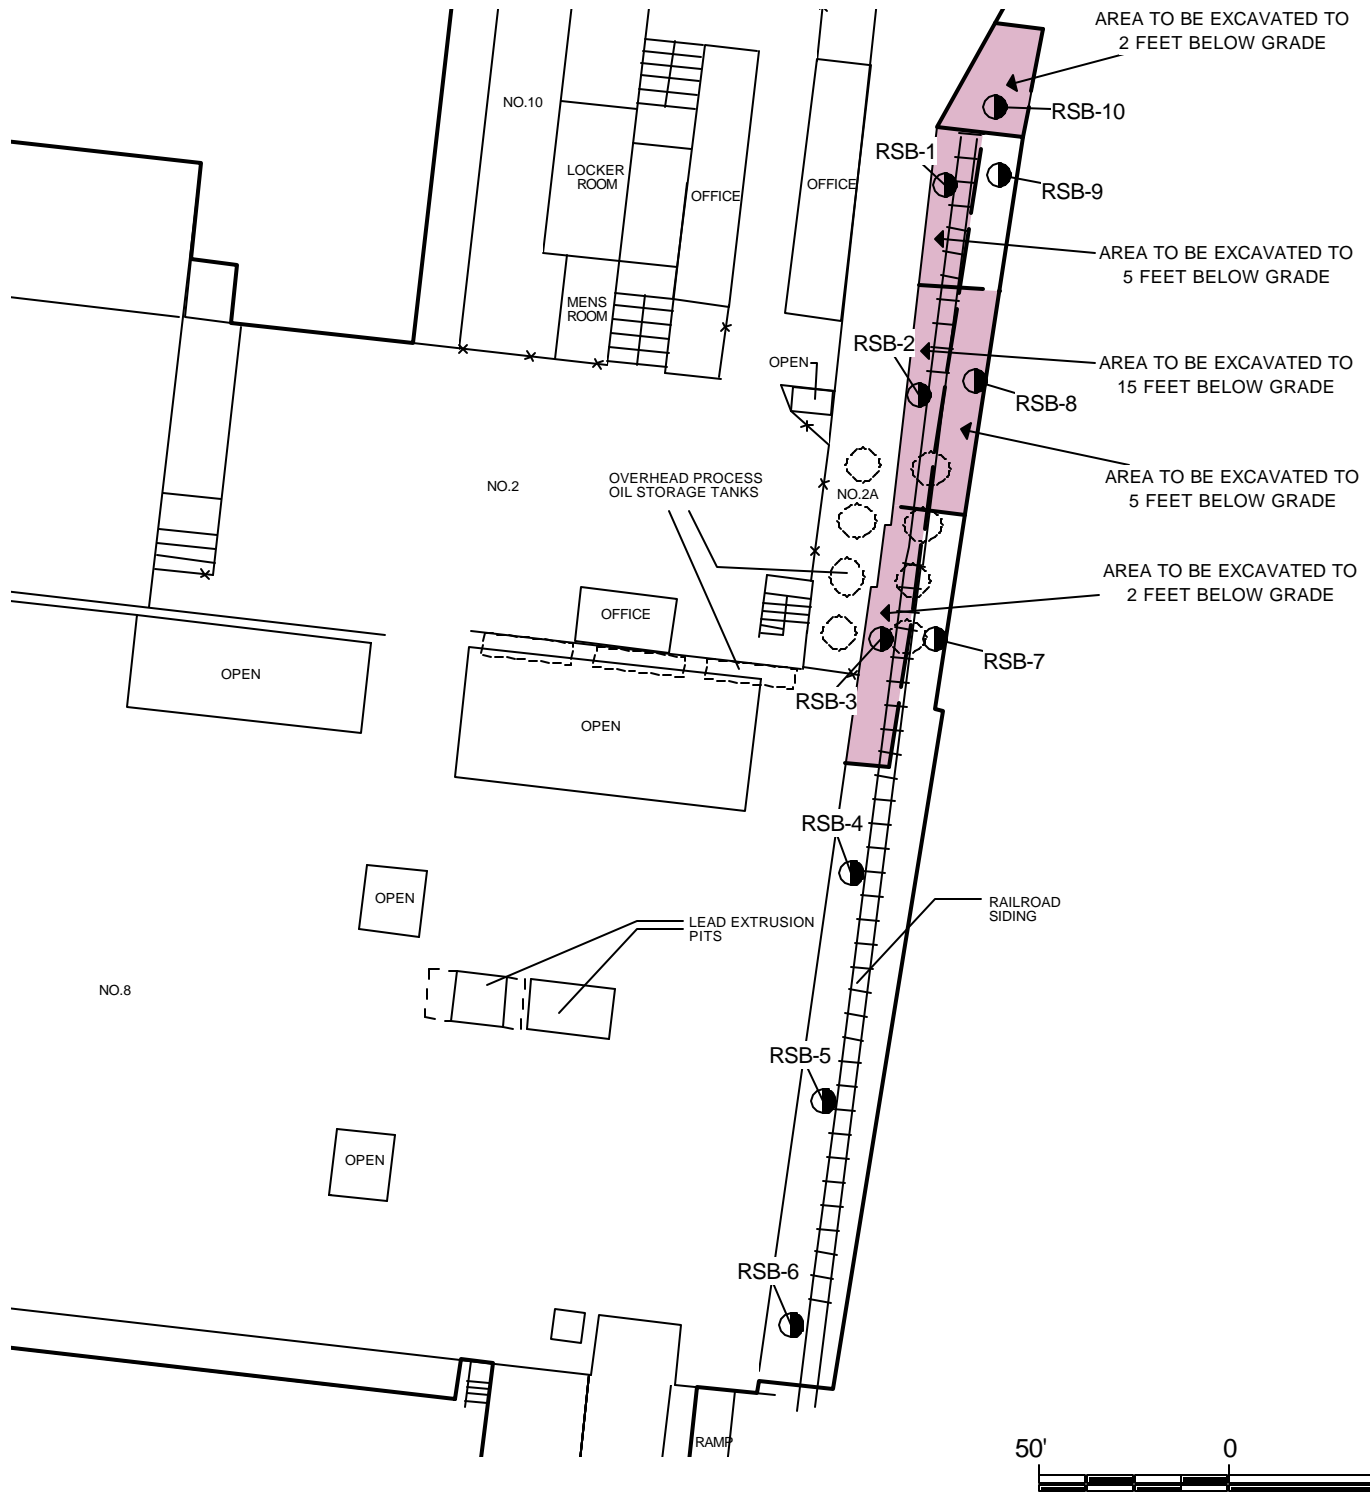 AREA TO BE EXCAVATED TO
2 FEET BELOW GRADE
NO.10
RSB-10
RSB-1
LOCKER
ROOM
OFFICE
OFFICE
RSB-9
AREA TO BE EXCAVATED TO
5 FEET BELOW GRADE
MENS
ROOM
RSB-2
OPEN
AREA TO BE EXCAVATED TO
15 FEET BELOW GRADE
RSB-8
OVERHEAD PROCESS
OIL STORAGE TANKS
NO.2
NO.2A
AREA TO BE EXCAVATED TO
5 FEET BELOW GRADE
AREA TO BE EXCAVATED TO
2 FEET BELOW GRADE
OFFICE
RSB-7
OPEN
RSB-3
OPEN
RSB-4
OPEN
RAILROAD
SIDING
LEAD EXTRUSION
PITS
NO.8
RSB-5
OPEN
RSB-6
RAMP
50'
0